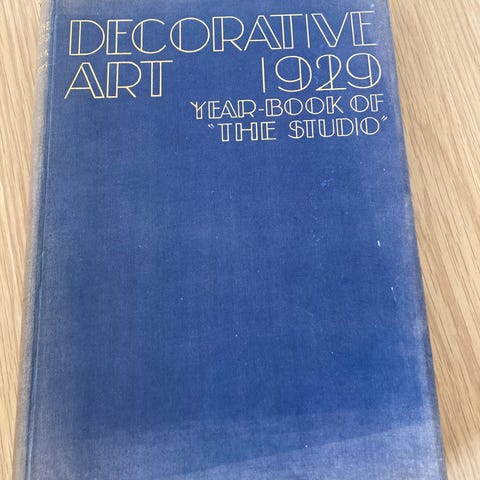 DECORATIVE
ART 1929
YEAR-BOOK OF
"THE STUDIO"